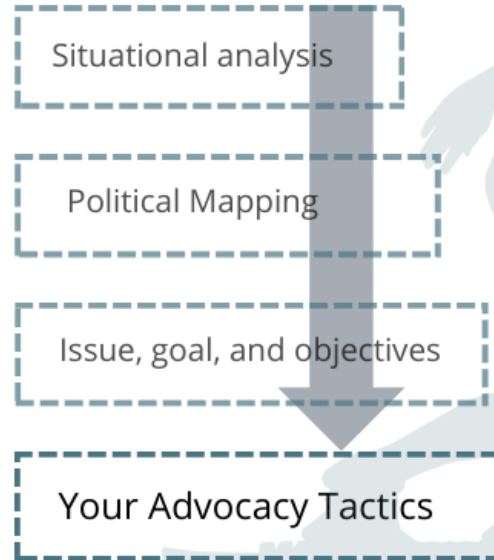 Situational analysis
Political Mapping
Issue, goal, and objectives
Your Advocacy Tactics